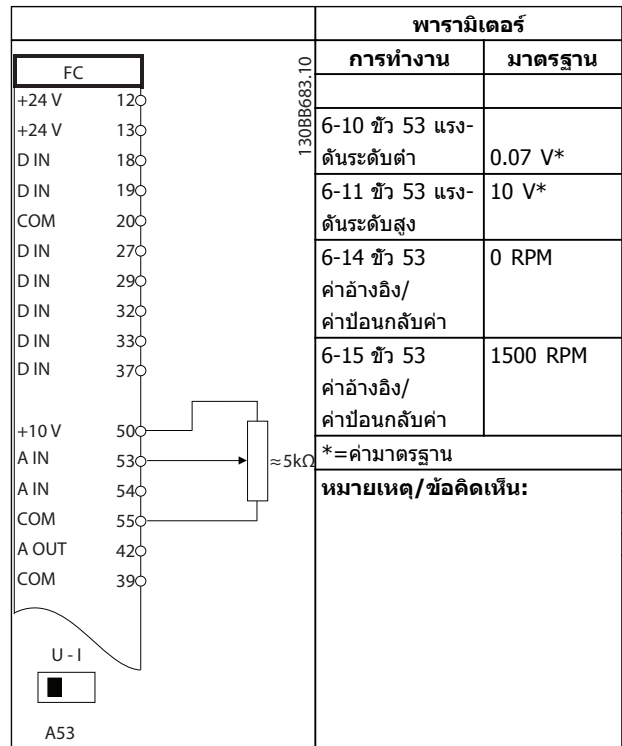 FC
+24 V 12
+24 V 13
D IN 18
D IN 19
COM 20
D IN 27
D IN 29
D IN 32
D IN 33
D IN 37
+10 V 50
A IN 53
A IN 54
COM 55
A OUT 42
COM 39
≈5kΩ
U - I
A53
130BB683.10
พารามิเตอร์
การทำงาน มาตรฐาน
6-10 ขั้ว 53 แรง-
ดันระดับต่ำ 0.07 V*
6-11 ขั้ว 53 แรง- 10 V*
ดันระดับสูง
6-14 ขั้ว 53 0 RPM
ค่าอ้างอิง/
ค่าป้อนกลับค่า
6-15 ขั้ว 53 1500 RPM
ค่าอ้างอิง/
ค่าป้อนกลับค่า
*=ค่ามาตรฐาน
หมายเหตุ/ข้อคิดเห็น: